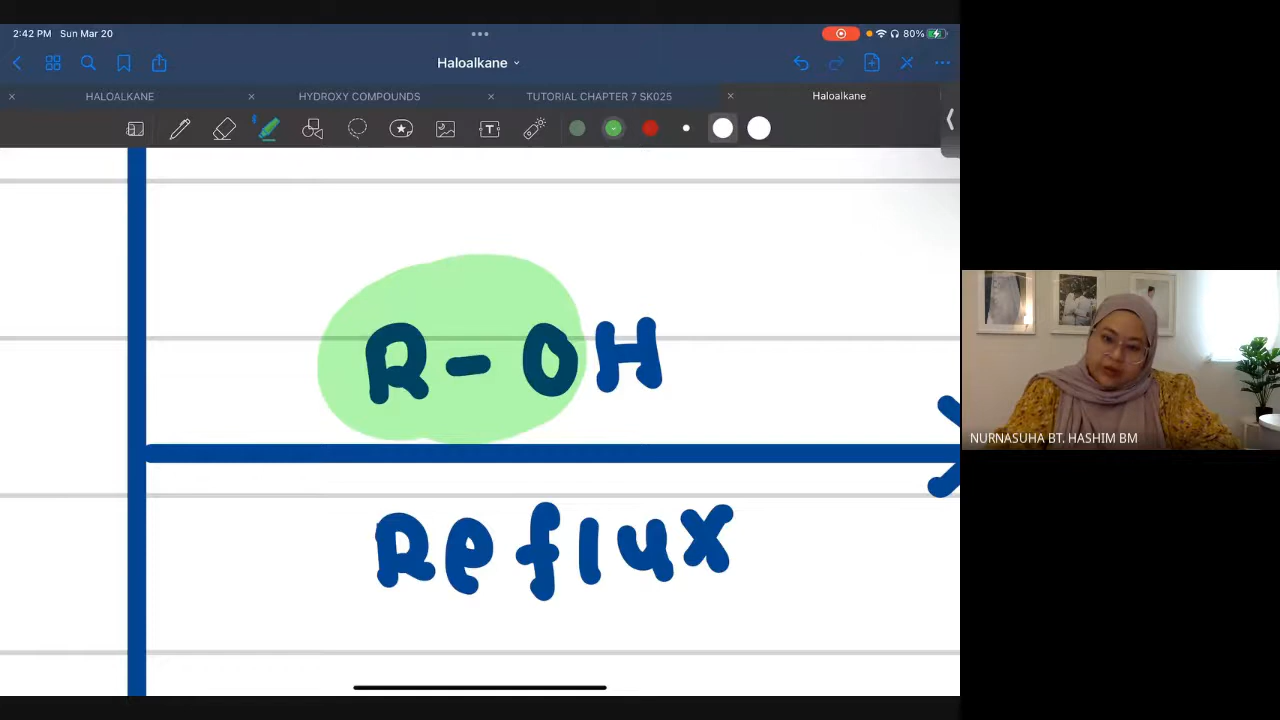 2:42 PM Sun Mar 20
80%
Haloalkane
HALOALKANE
HYDROXY COMPOUNDS
TUTORIAL CHAPTER 7 SK025
Haloalkane
R-OH
Reflux
NURNASUHA BT. HASHIM BM